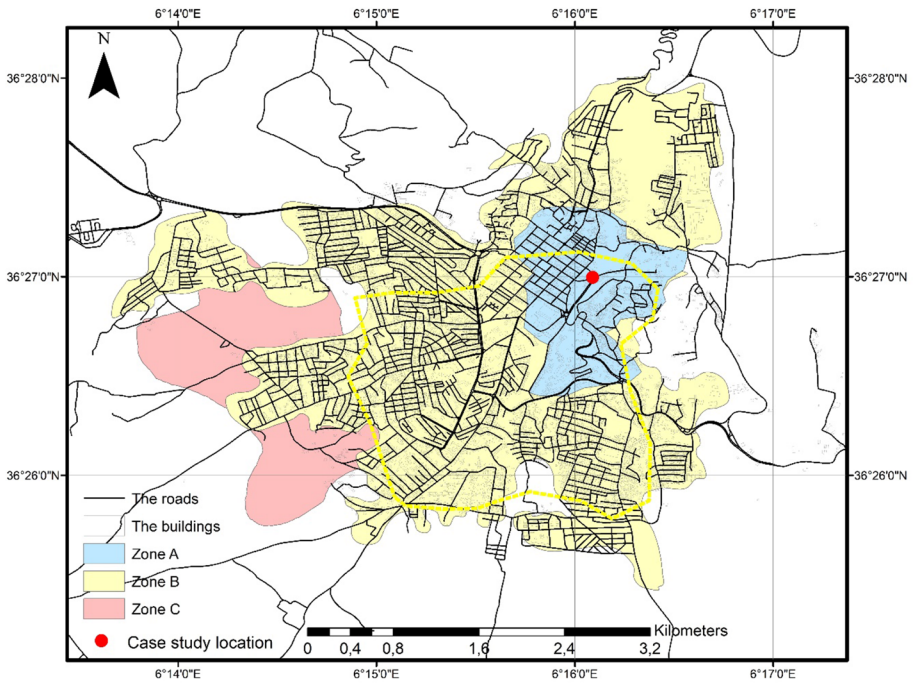 6°14'0"E 6°15'0"E 6°16'0"E 6°17'0"E
N
36°28'0"N 36°28'0"N
36°27'0"N 36°27'0"N
36°26'0"N 36°26'0"N
The roads
The buildings
Zone A
Zone B
Zone C
Case study location
Kilometers
0 0,4 0,8 1,6 2,4 3,2
6°14'0"E 6°15'0"E 6°16'0"E 6°17'0"E